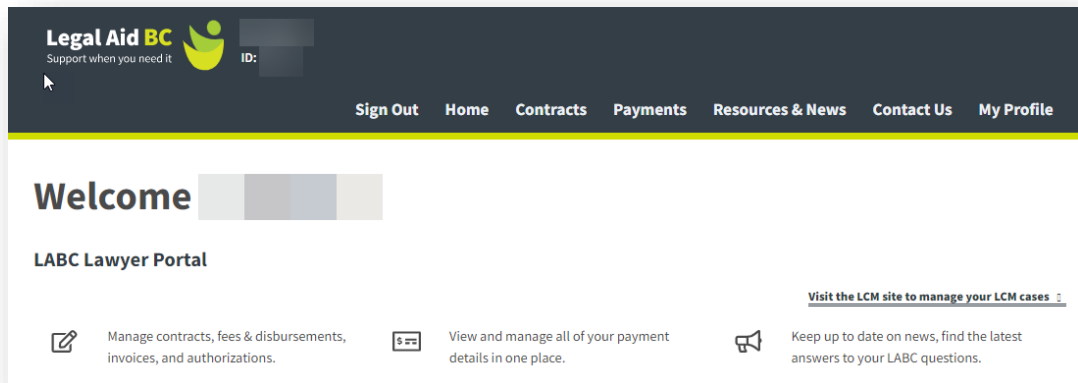 Legal Aid BC
Support when you need it
ID:
Sign Out Home Contracts Payments Resources & News Contact Us My Profile
Welcome
LABC Lawyer Portal
Visit the LCM site to manage your LCM cases
Manage contracts, fees & disbursements,
invoices, and authorizations.
View and manage all of your payment
details in one place.
Keep up to date on news, find the latest
answers to your LABC questions.